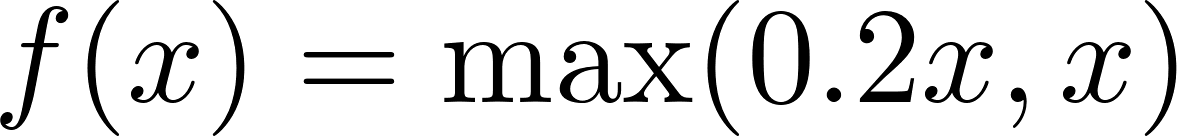 f(x) = max(0.2x, x)